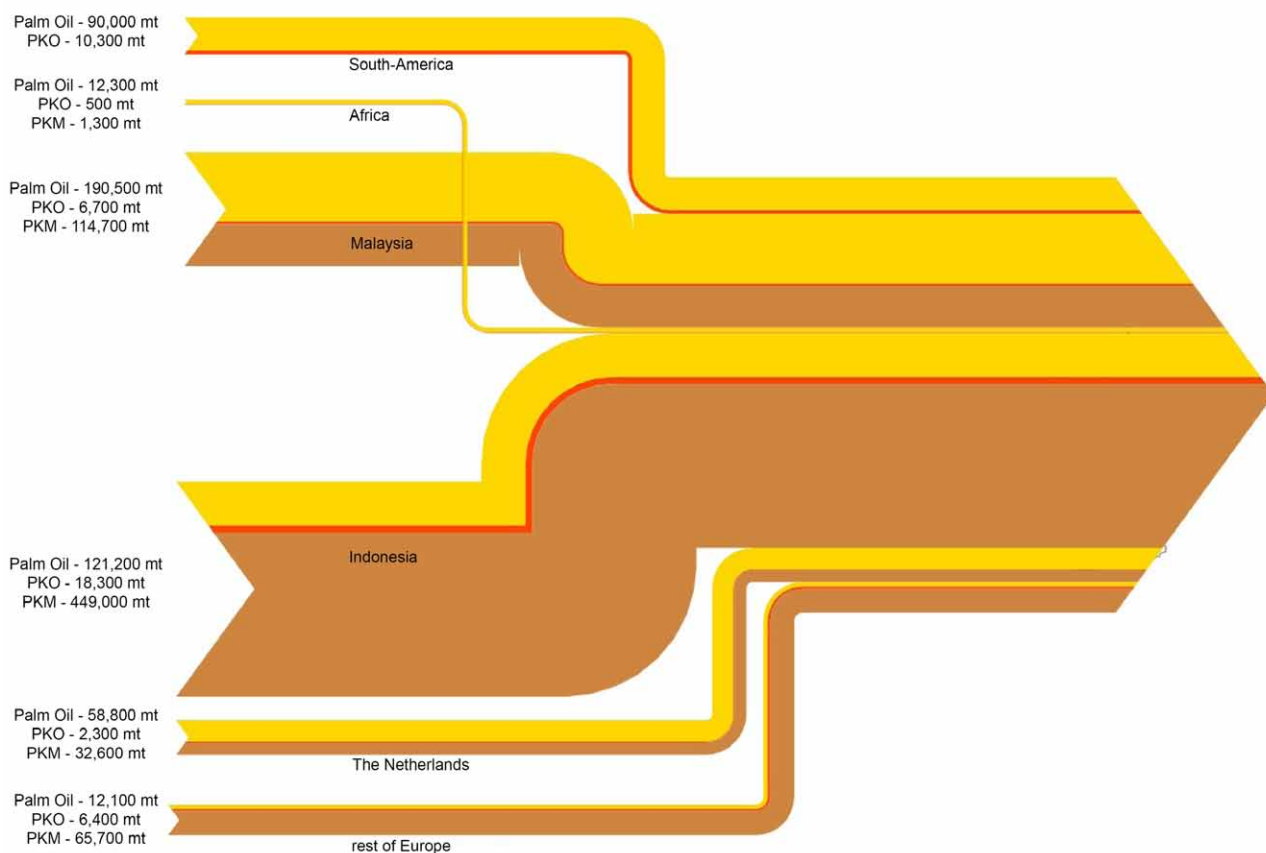 Palm Oil - 90,000 mt
PKO - 10,300 mt
South-America
Palm Oil - 12,300 mt
PKO - 500 mt
PKM - 1,300 mt
Africa
Palm Oil - 190,500 mt
PKO - 6,700 mt
PKM - 114,700 mt
Malaysia
Palm Oil - 121,200 mt
PKO - 18,300 mt
PKM - 449,000 mt
Indonesia
Palm Oil - 58,800 mt
PKO - 2,300 mt
PKM - 32,600 mt
The Netherlands
Palm Oil - 12,100 mt
PKO - 6,400 mt
PKM - 65,700 mt
rest of Europe